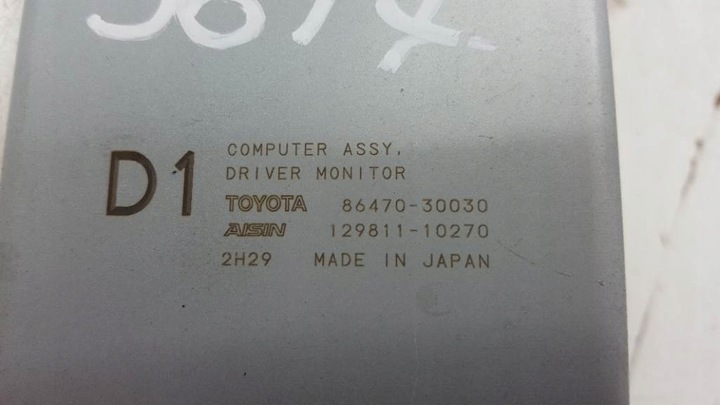 D1
COMPUTER ASSY,
DRIVER MONITOR
TOYOTA 86470-30030
AISIN 129811-10270
2H29 MADE IN JAPAN